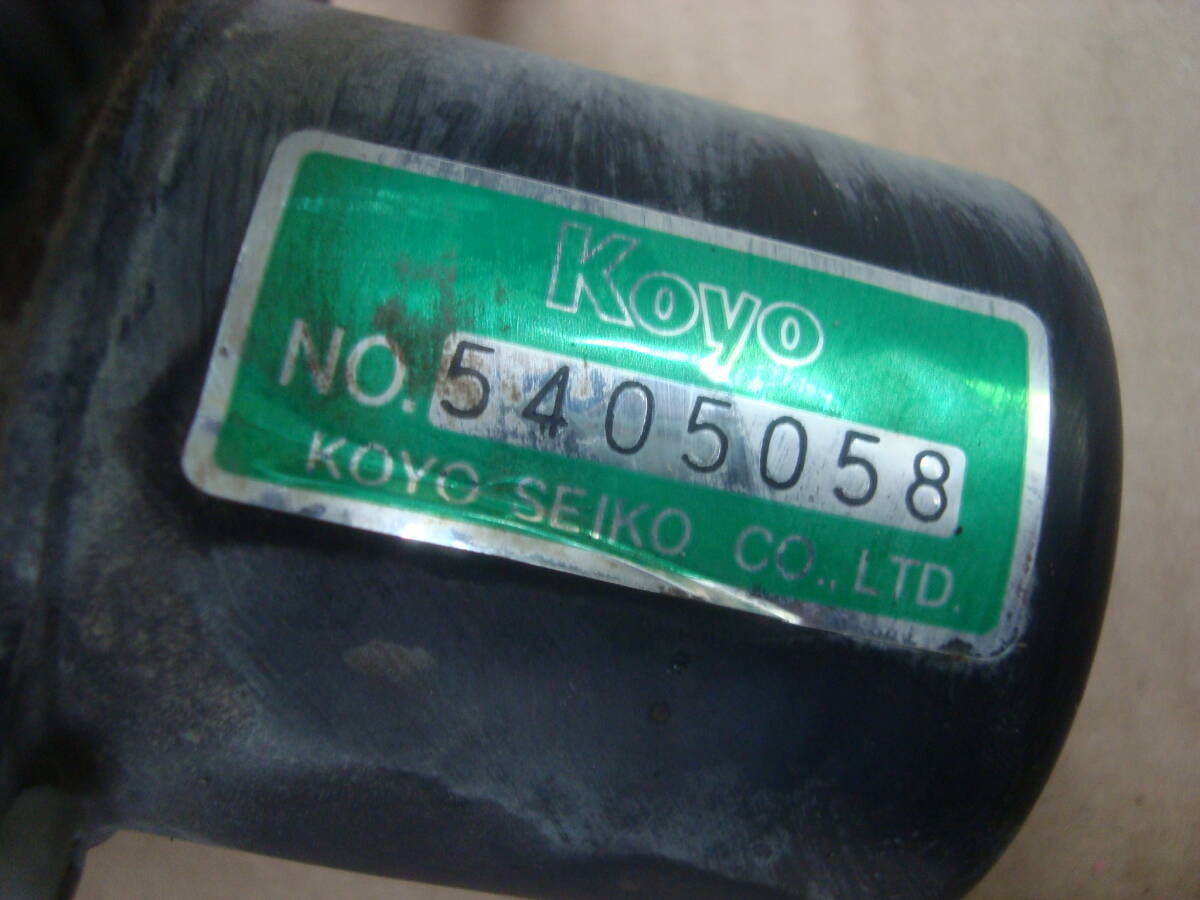 Koyo
NO. 5405058
KOYO SEIKO CO., LTD.